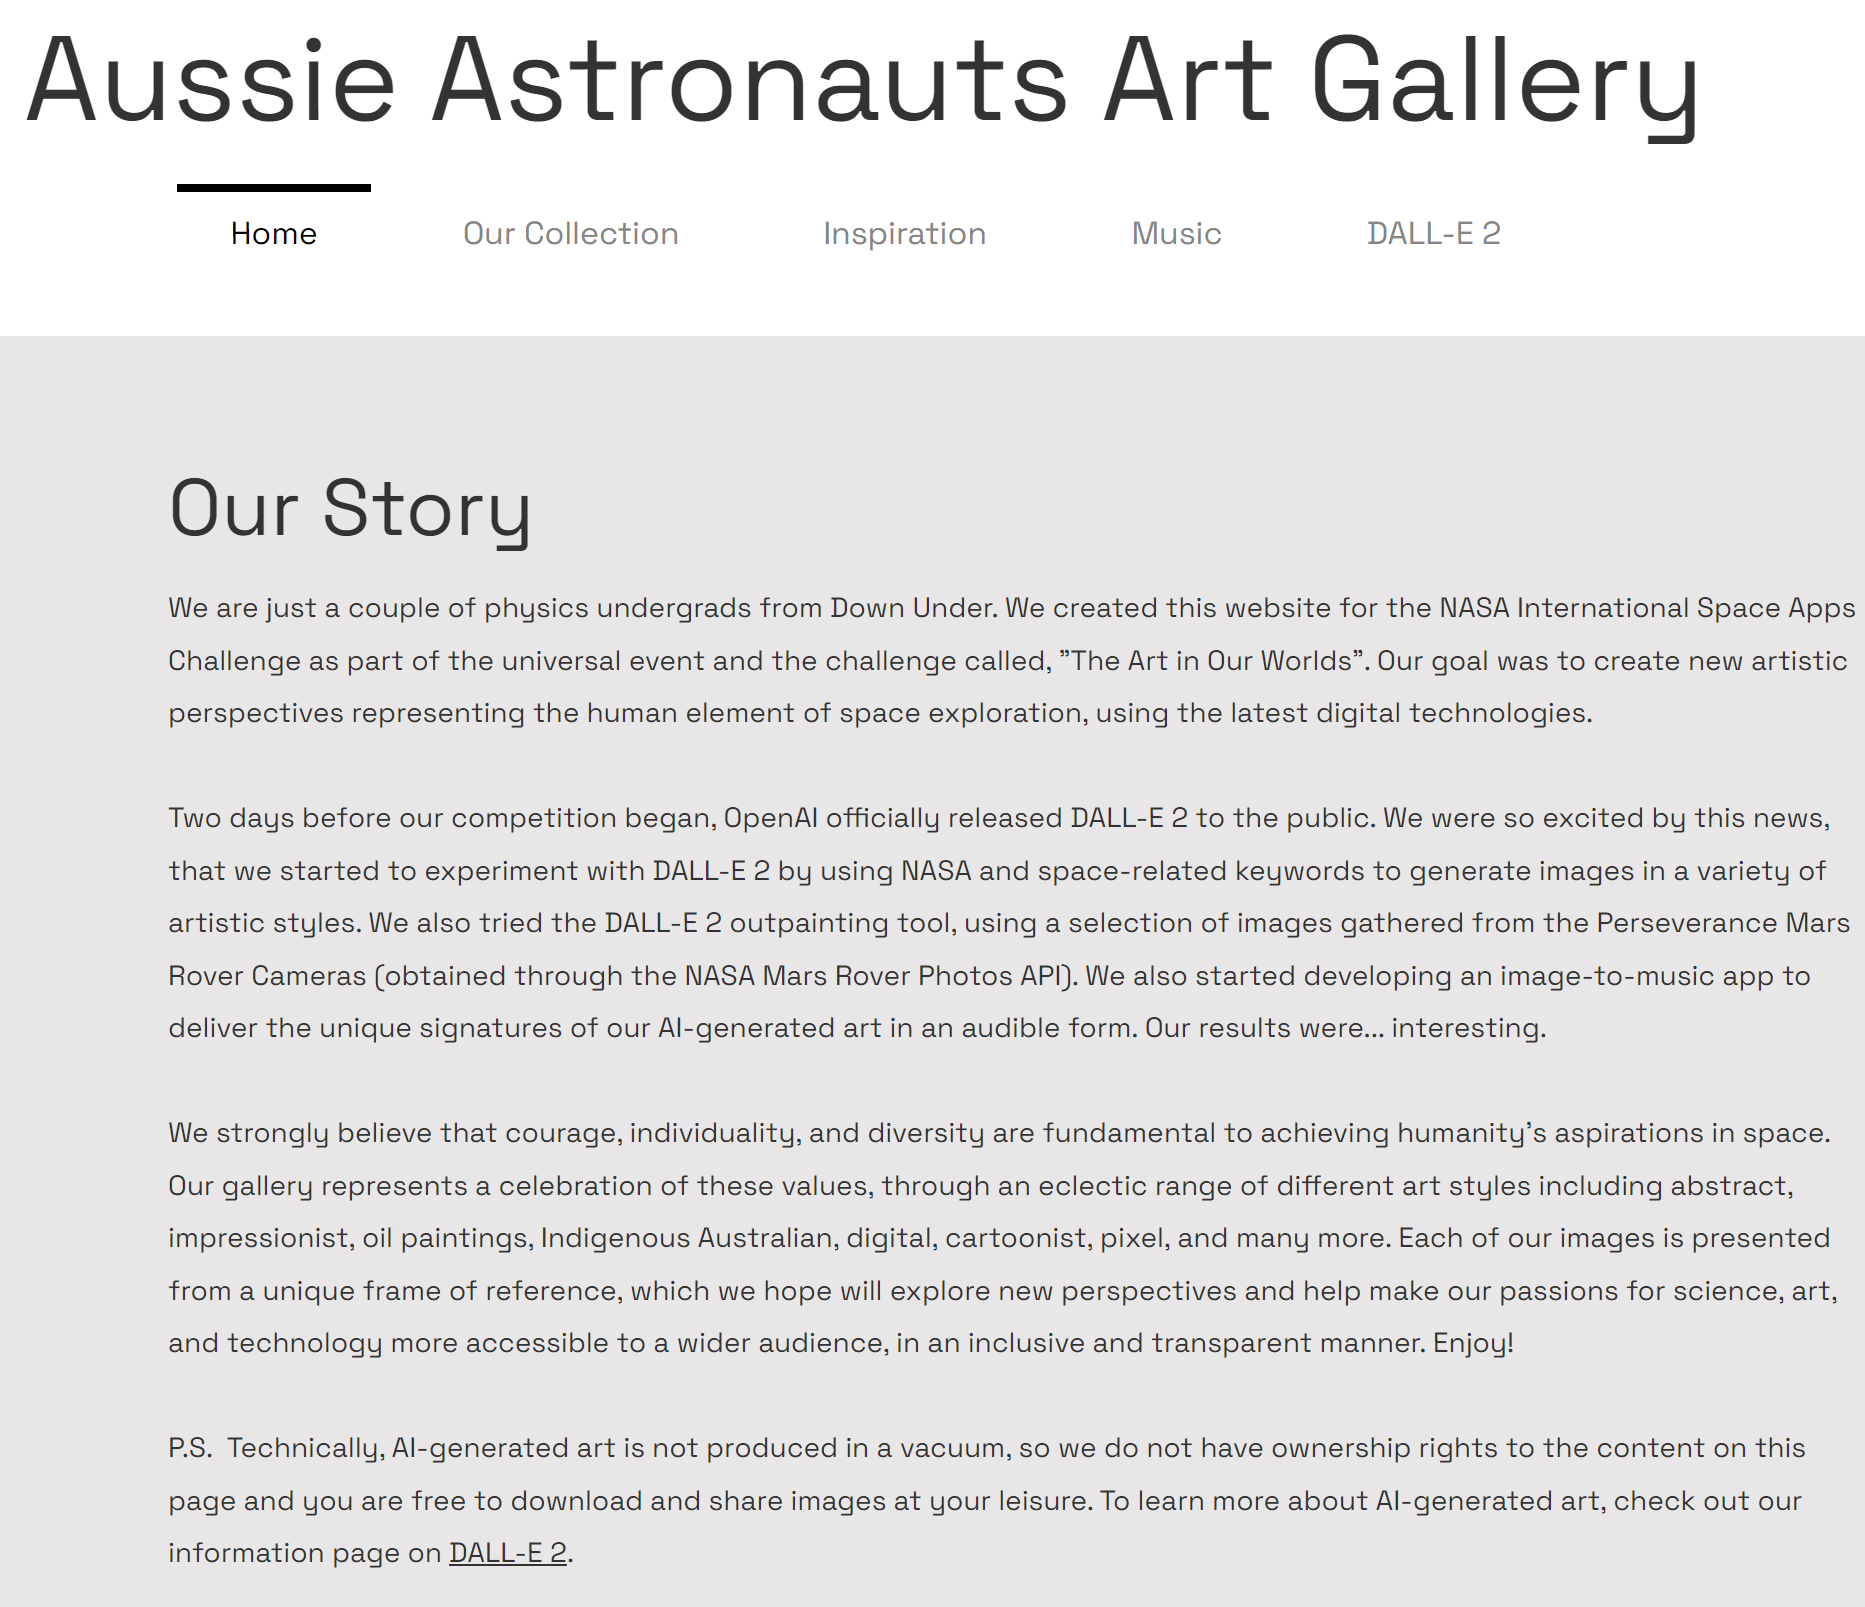 Aussie Astronauts Art Gallery
Home
Our Collection
Inspiration
Music
DALL-E 2
Our Story
We are just a couple of physics undergrads from Down Under. We created this website for the NASA International Space Apps
Challenge as part of the universal event and the challenge called, ”The Art in Our Worlds”. Our goal was to create new artistic
perspectives representing the human element of space exploration, using the latest digital technologies.
Two days before our competition began, OpenAI officially released DALL-E 2 to the public. We were so excited by this news,
that we started to experiment with DALL-E 2 by using NASA and space-related keywords to generate images in a variety of
artistic styles. We also tried the DALL-E 2 outpainting tool, using a selection of images gathered from the Perseverance Mars
Rover Cameras (obtained through the NASA Mars Rover Photos API). We also started developing an image-to-music app to
deliver the unique signatures of our AI-generated art in an audible form. Our results were... interesting.
We strongly believe that courage, individuality, and diversity are fundamental to achieving humanity’s aspirations in space.
Our gallery represents a celebration of these values, through an eclectic range of different art styles including abstract,
impressionist, oil paintings, Indigenous Australian, digital, cartoonist, pixel, and many more. Each of our images is presented
from a unique frame of reference, which we hope will explore new perspectives and help make our passions for science, art,
and technology more accessible to a wider audience, in an inclusive and transparent manner. Enjoy!
P.S.  Technically, AI-generated art is not produced in a vacuum, so we do not have ownership rights to the content on this
page and you are free to download and share images at your leisure. To learn more about AI-generated art, check out our
information page on DALL-E 2.